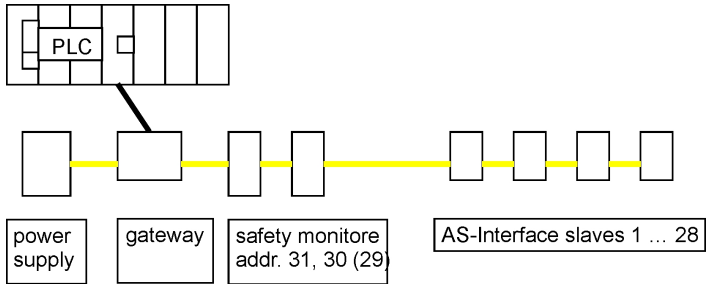 PLC
power
supply
gateway
safety monitore
addr. 31, 30 (29)
AS-Interface slaves 1 ... 28